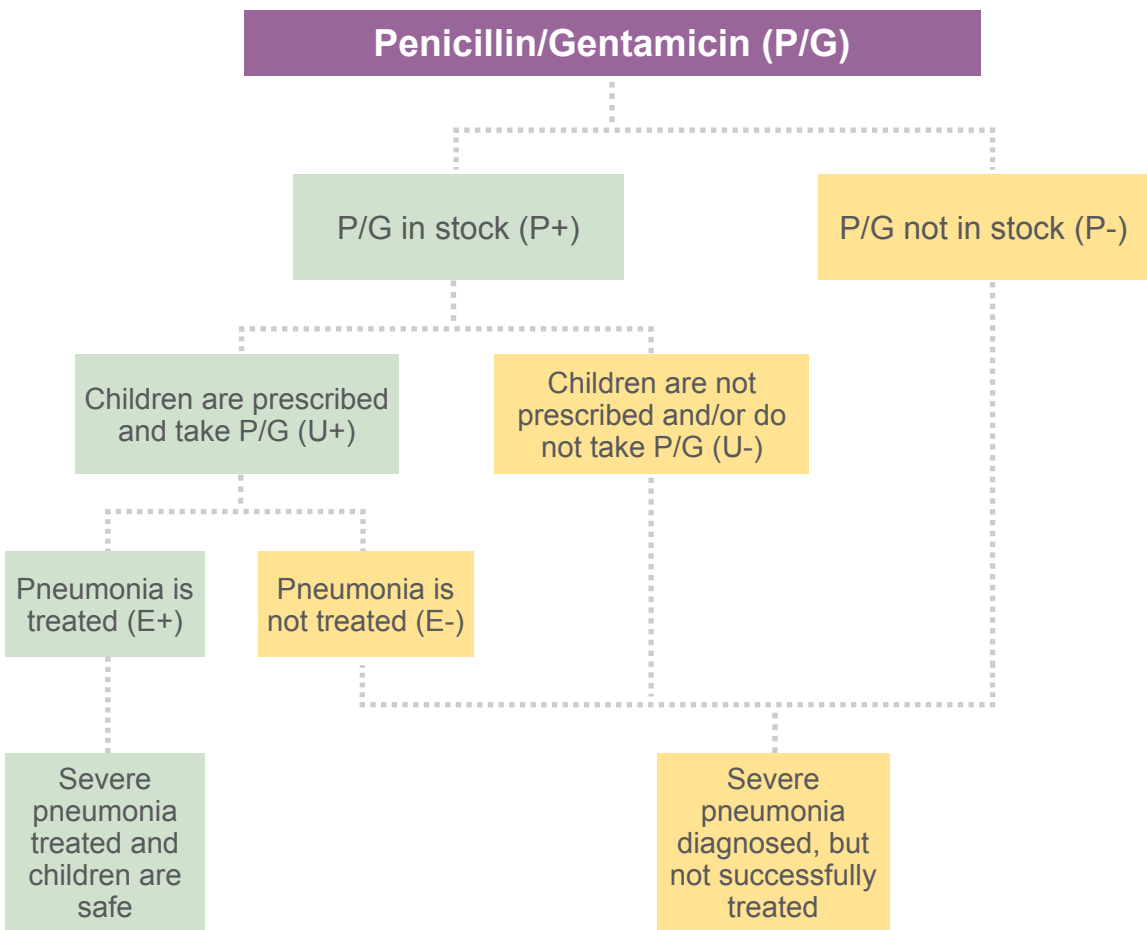 Penicillin/Gentamicin (P/G)
P/G in stock (P+)
P/G not in stock (P-)
Children are prescribed
and take P/G (U+)
Children are not
prescribed and/or do
not take P/G (U-)
Pneumonia is
treated (E+)
Pneumonia is
not treated (E-)
Severe
pneumonia
treated and
children are
safe
Severe
pneumonia
diagnosed, but
not successfully
treated